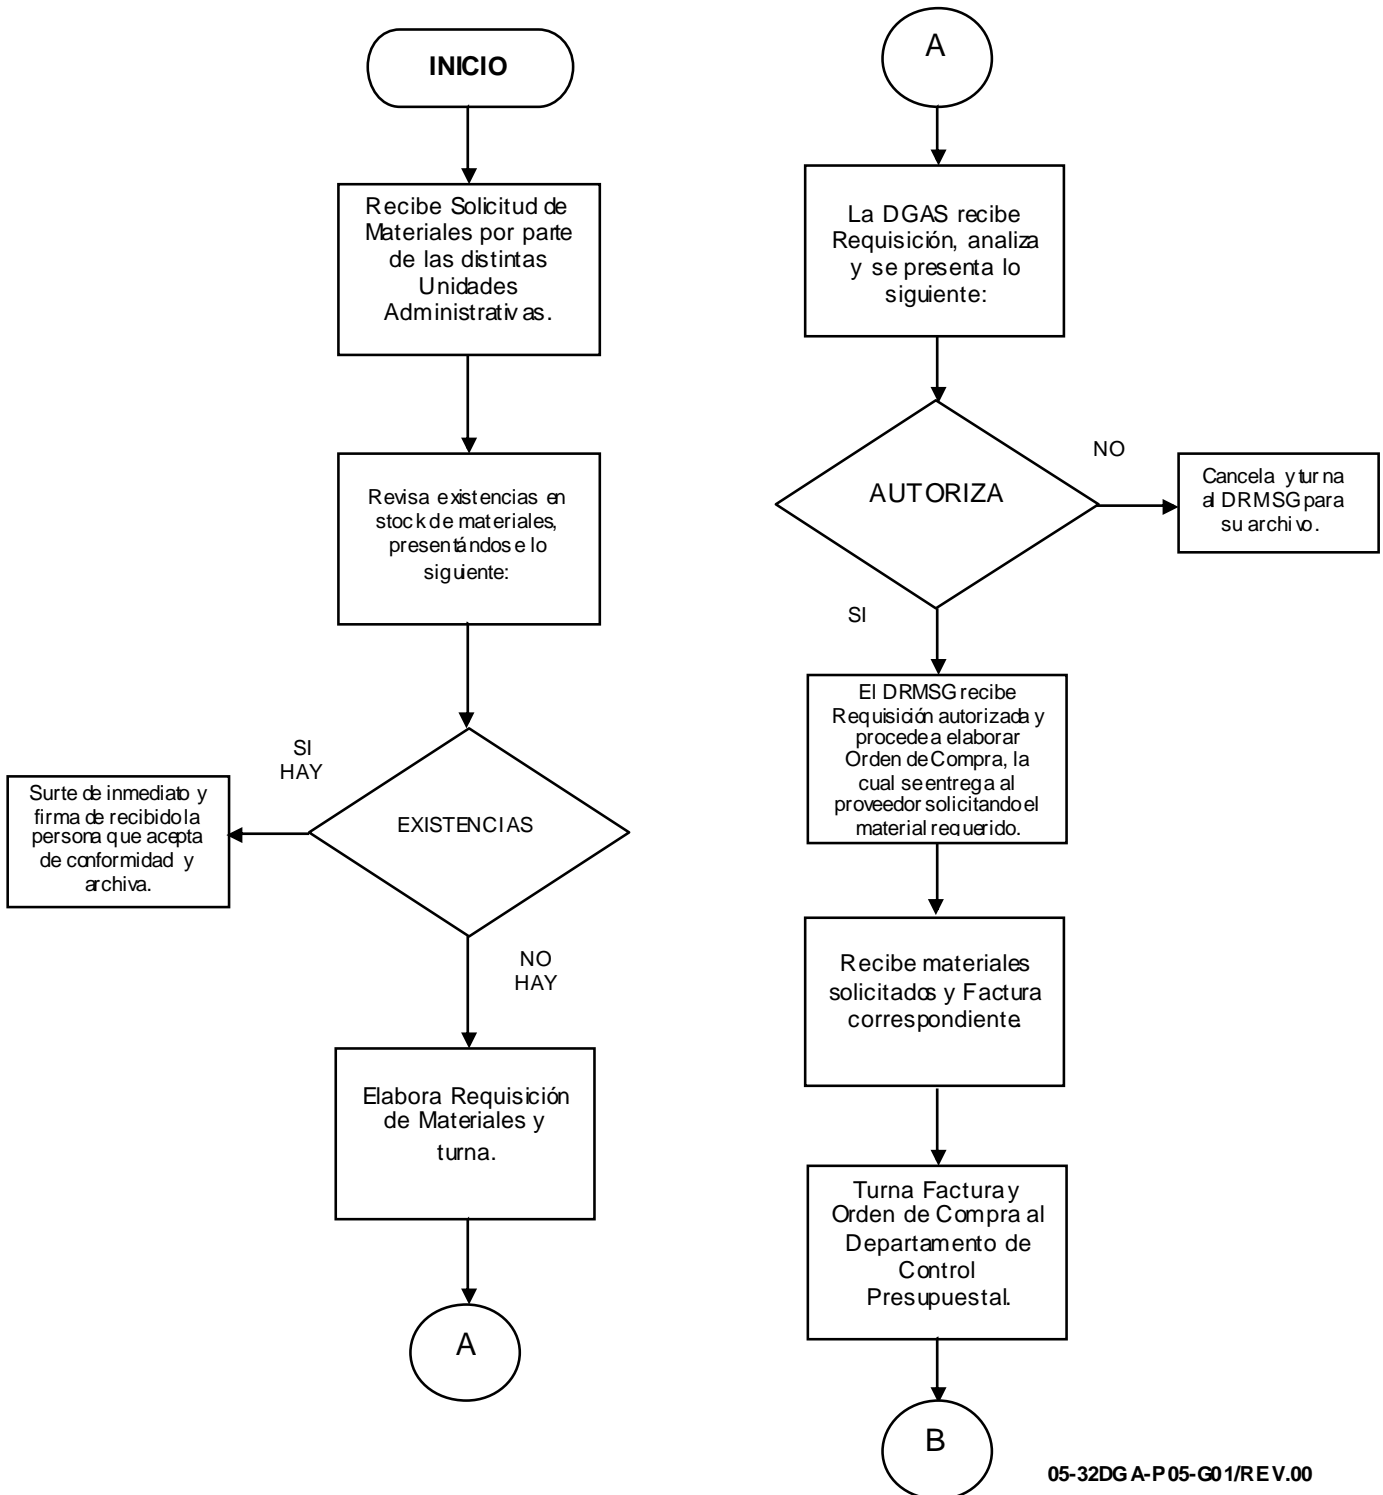 INICIO
Recibe Solicitud de
Materiales por parte
de las distintas
Unidades
Administrativas.
Revisa existencias en
stock de materiales,
presentándose lo
siguiente:
SI
HAY
EXISTENCIAS
Surte de inmediato y
firma de recibido la
persona que acepta
de conformidad y
archiva.
NO
HAY
Elabora Requisición
de Materiales y
turna.
A
A
La DGAS recibe
Requisición, analiza
y se presenta lo
siguiente:
AUTORIZA
NO
Cancela y turna
al DRMSG para
su archivo.
SI
El DRMSG recibe
Requisición autorizada y
procede a elaborar
Orden de Compra, la
cual se entrega al
proveedor solicitando el
material requerido.
Recibe materiales
solicitados y Factura
correspondiente.
Turna Factura y
Orden de Compra al
Departamento de
Control
Presupuestal.
B
05-32DGA-P05-G01/REV.00